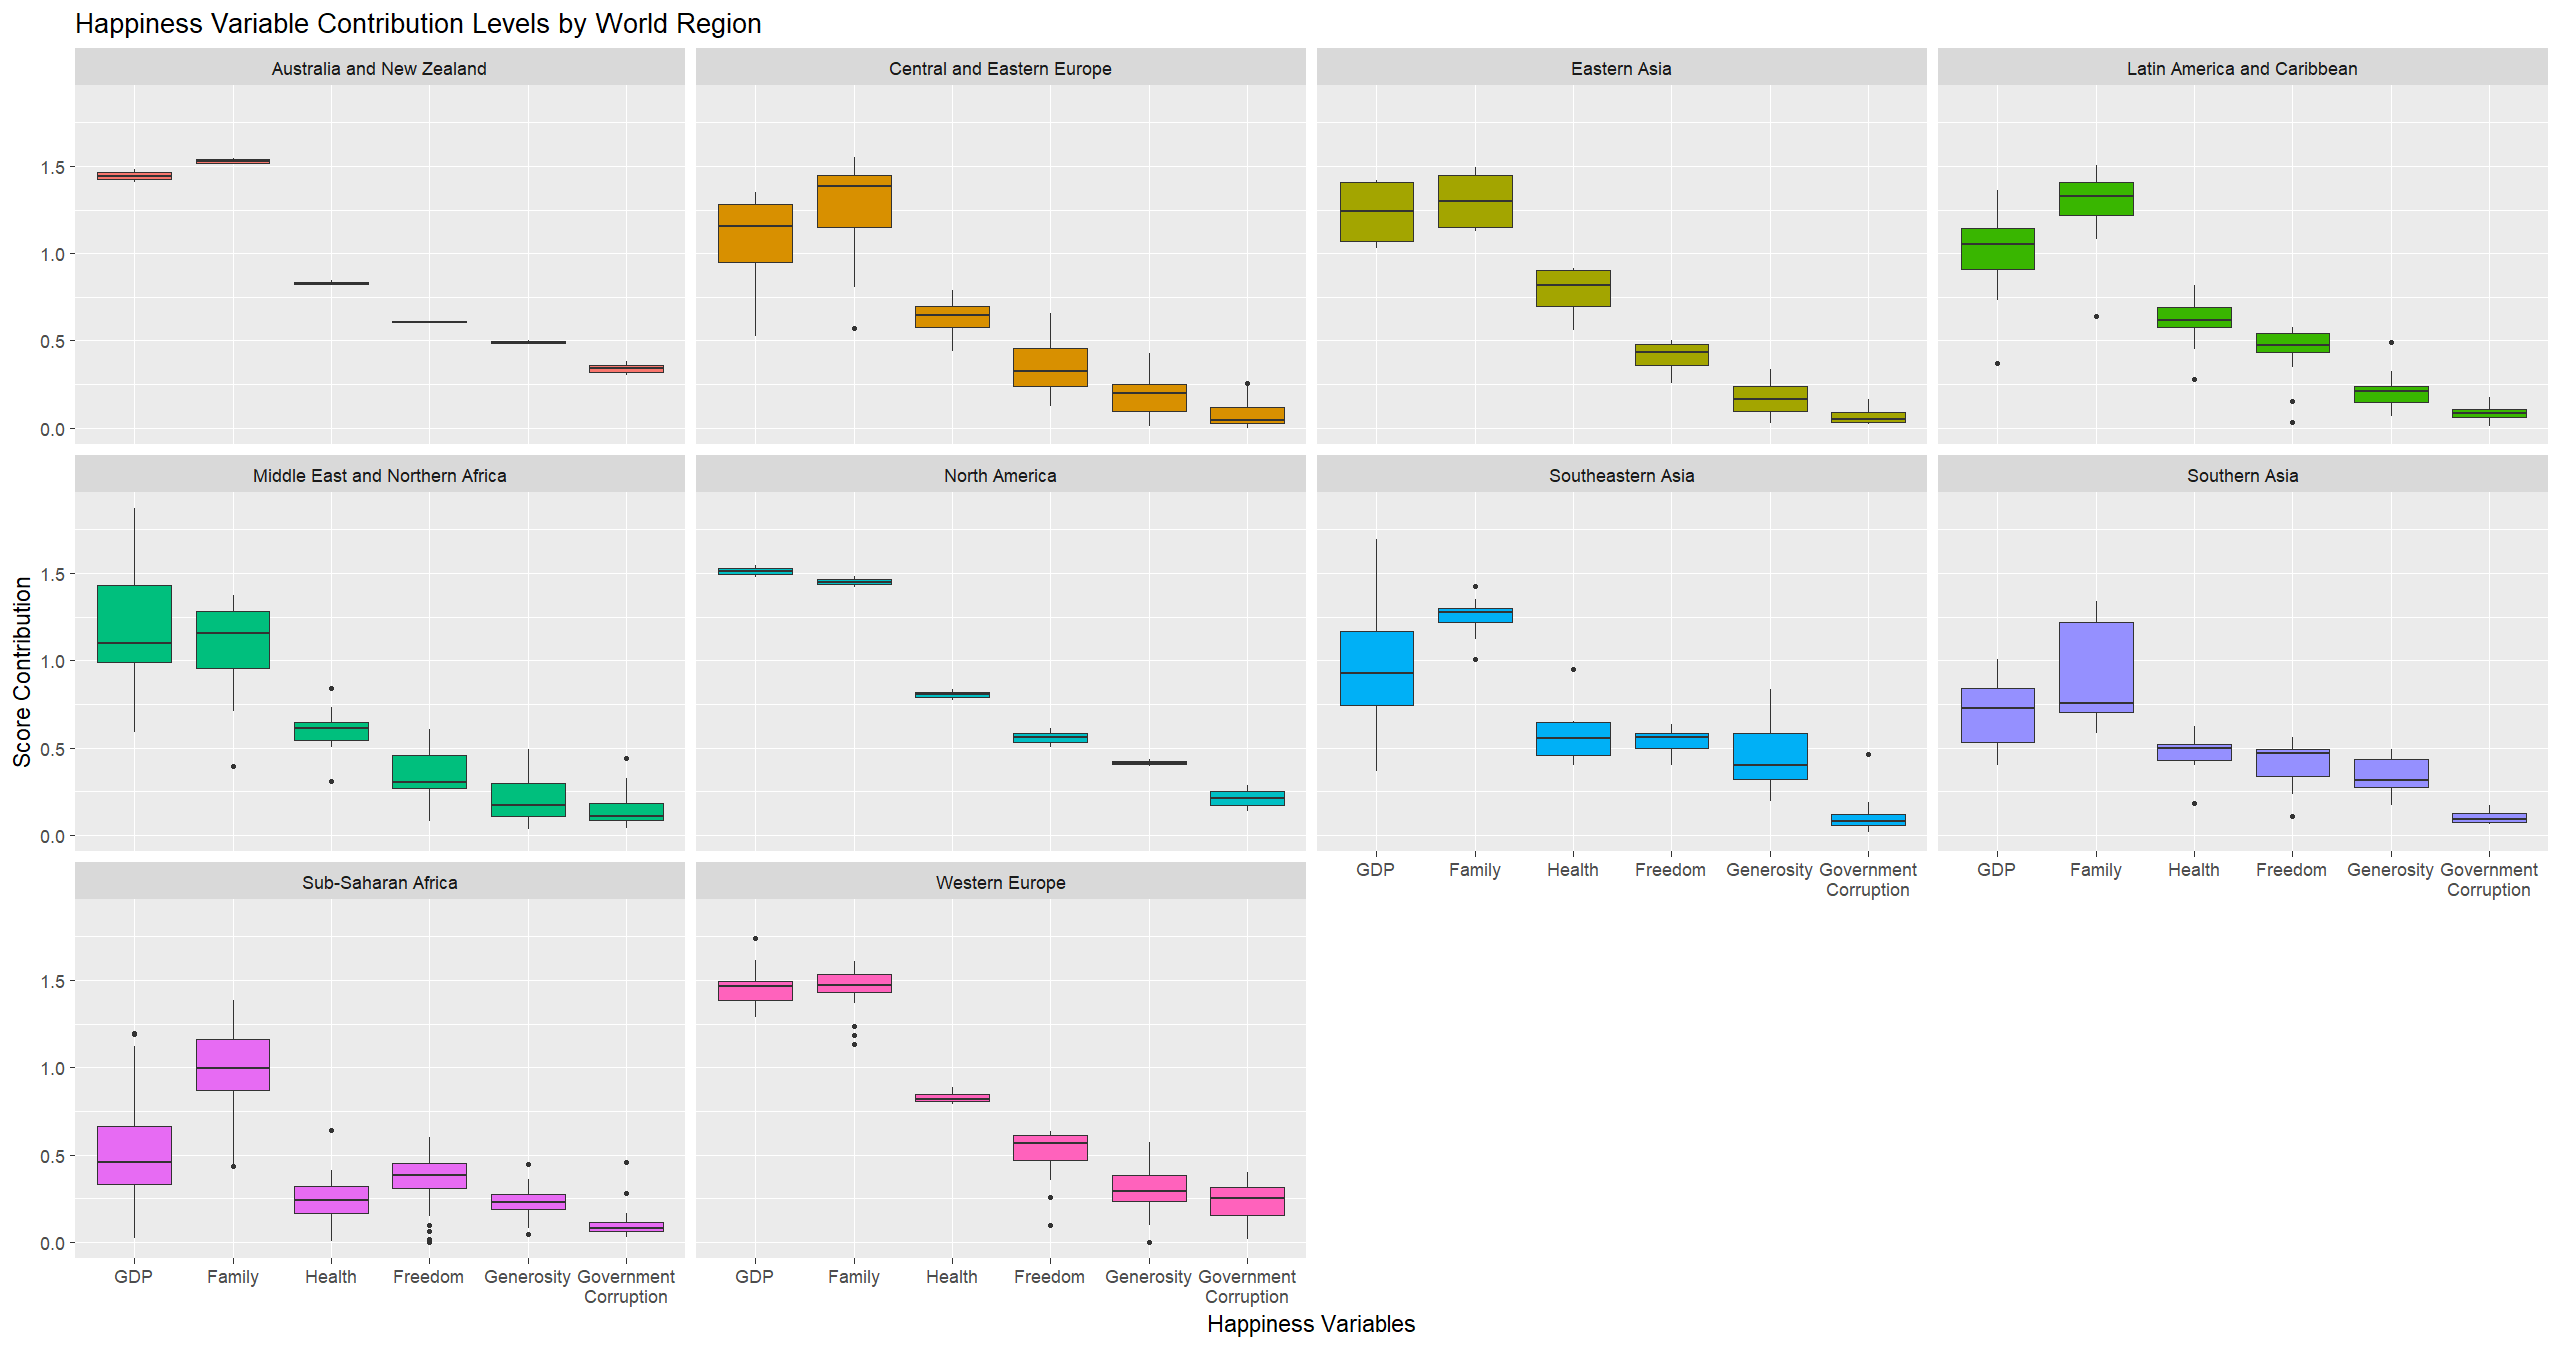 Happiness Variable Contribution Levels by World Region
Australia and New Zealand
Central and Eastern Europe
Eastern Asia
Latin America and Caribbean
1.5
1.0
0.5
0.0
Middle East and Northern Africa
North America
Southeastern Asia
Southern Asia
Score Contribution
1.5
1.0
0.5
0.0
GDP Family Health Freedom Generosity Government
Corruption
GDP Family Health Freedom Generosity Government
Corruption
Sub-Saharan Africa
Western Europe
1.5
1.0
0.5
0.0
GDP Family Health Freedom Generosity Government
Corruption
GDP Family Health Freedom Generosity Government
Corruption
Happiness Variables